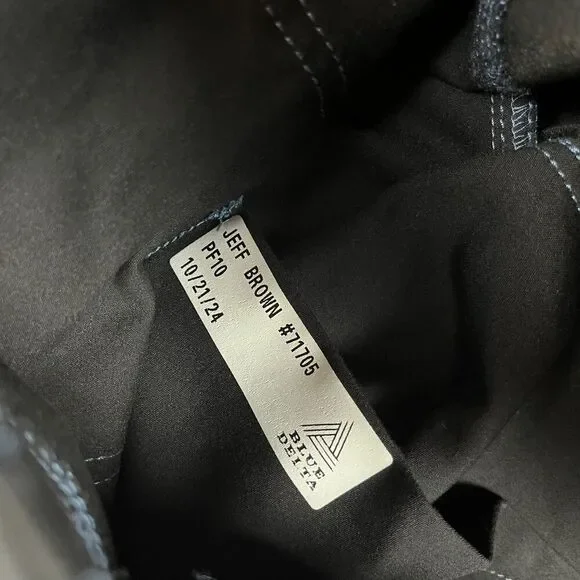 JEFF BROWN #71705
PF10
10/21/24
BLUE
DELTA